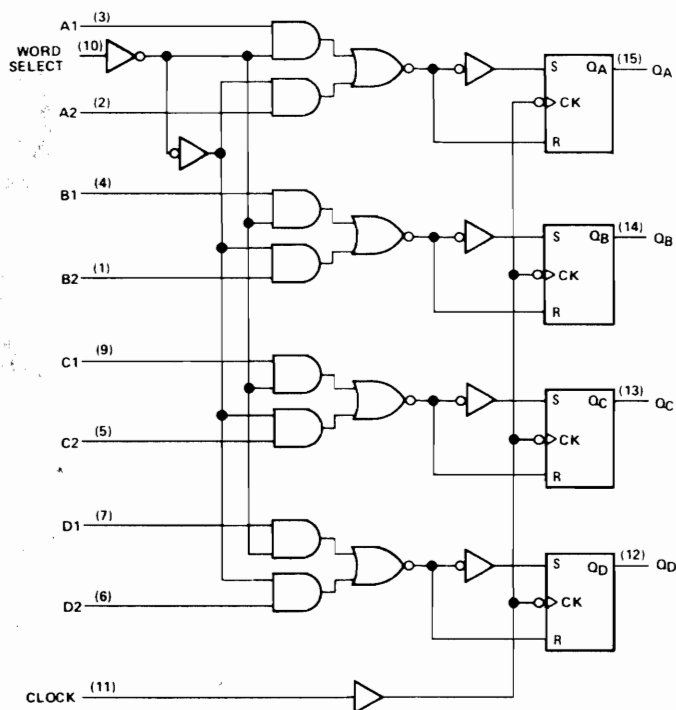 A1 (3)
WORD SELECT (10)
A2 (2)
S QA (15) QA
CK
R
B1 (4)
B2 (1)
S QB (14) QB
CK
R
C1 (9)
C2 (5)
S QC (13) QC
CK
R
D1 (7)
D2 (6)
S QD (12) QD
CK
R
CLOCK (11)